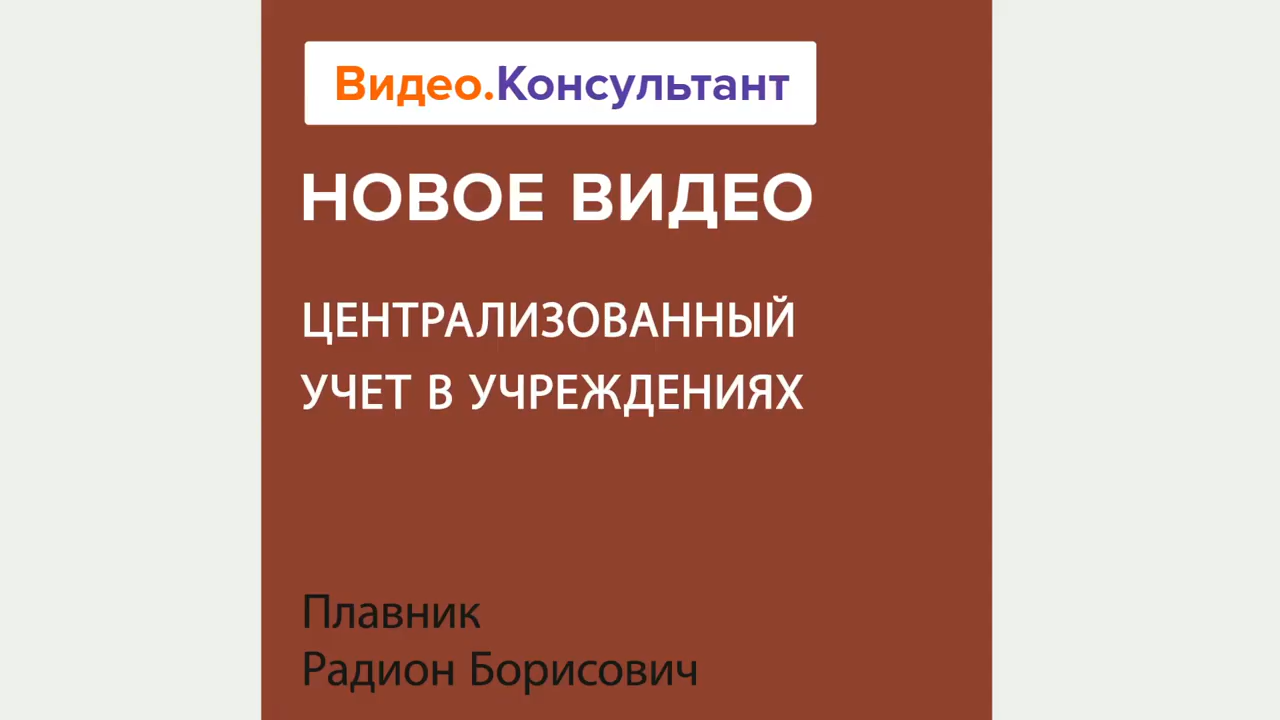 Видео.Консультант
НОВОЕ ВИДЕО
ЦЕНТРАЛИЗОВАННЫЙ
УЧЕТ В УЧРЕЖДЕНИЯХ
Плавник
Радион Борисович